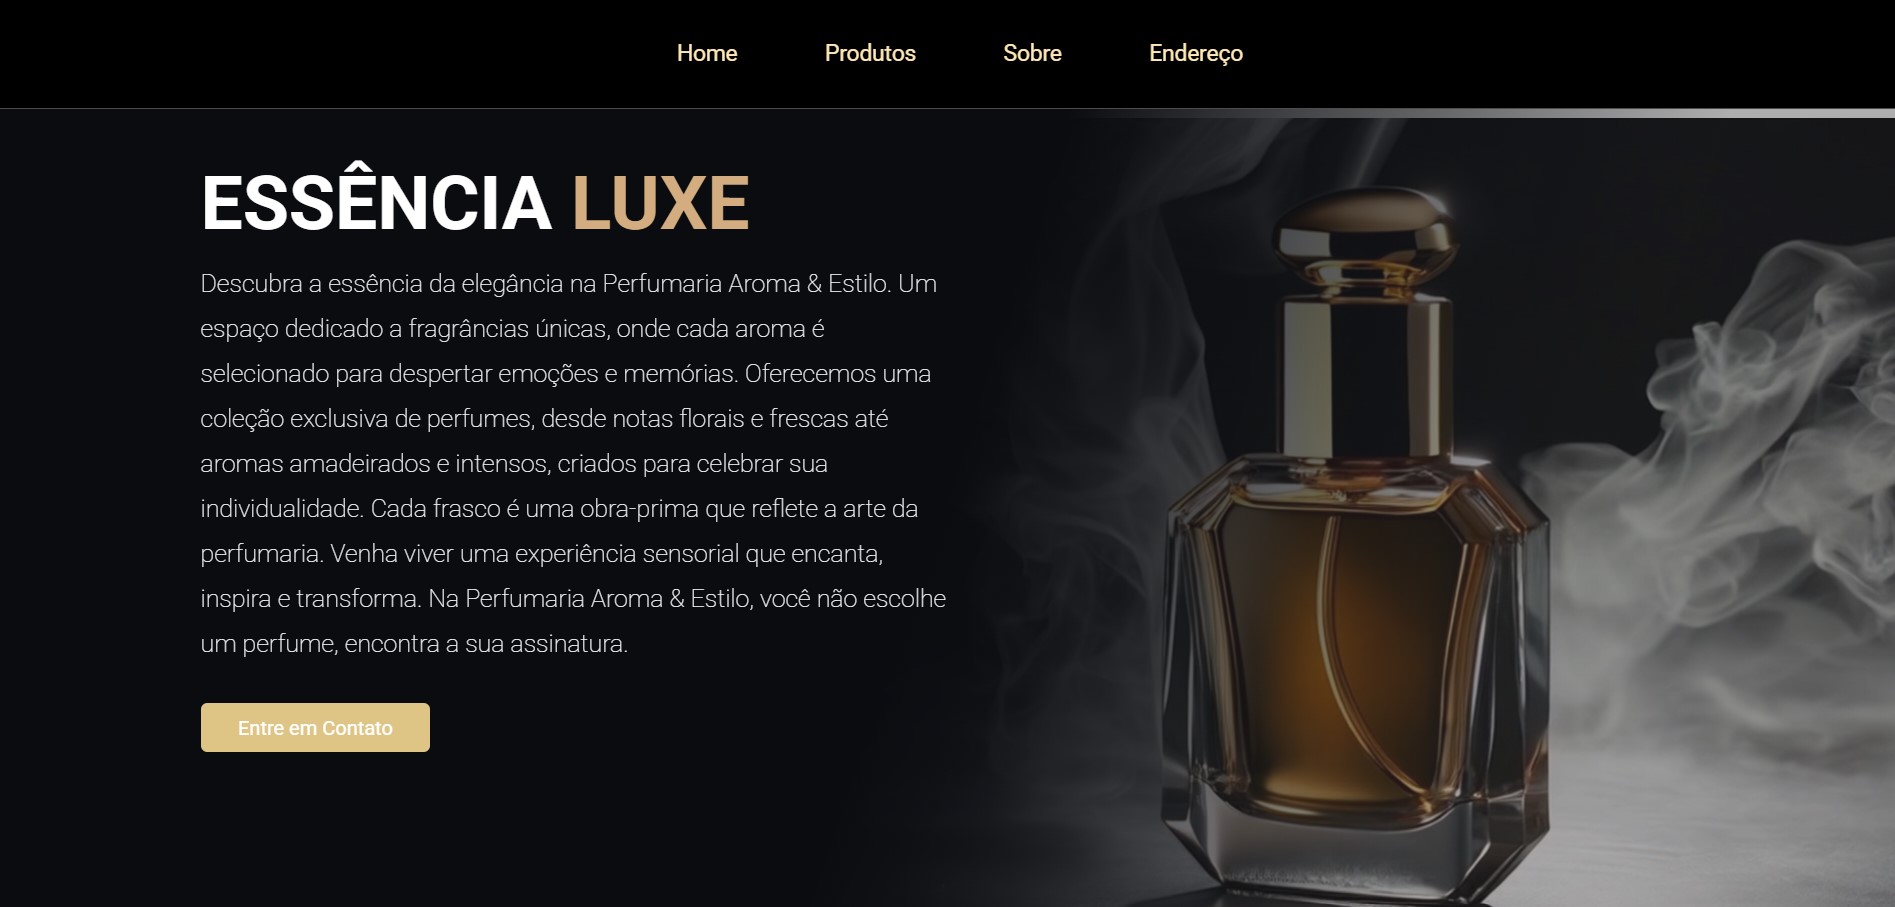 Home Produtos Sobre Endereço
ESSÊNCIA LUXE
Descubra a essência da elegância na Perfumaria Aroma & Estilo. Um
espaço dedicado a fragrâncias únicas, onde cada aroma é
selecionado para despertar emoções e memórias. Oferecemos uma
coleção exclusiva de perfumes, desde notas florais e frescas até
aromas amadeirados e intensos, criados para celebrar sua
individualidade. Cada frasco é uma obra-prima que reflete a arte da
perfumaria. Venha viver uma experiência sensorial que encanta,
inspira e transforma. Na Perfumaria Aroma & Estilo, você não escolhe
um perfume, encontra a sua assinatura.
Entre em Contato